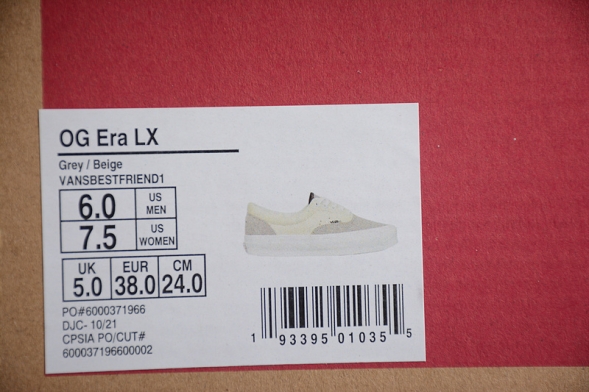 OG Era LX
Grey / Beige
VANSBESTFRIEND1
6.0 US MEN
7.5 US WOMEN
UK 5.0 EUR 38.0 CM 24.0
PO#6000371966
DJC- 10/21
CPSIA PO/CUT#
600037196600002
1 93395 01035 5